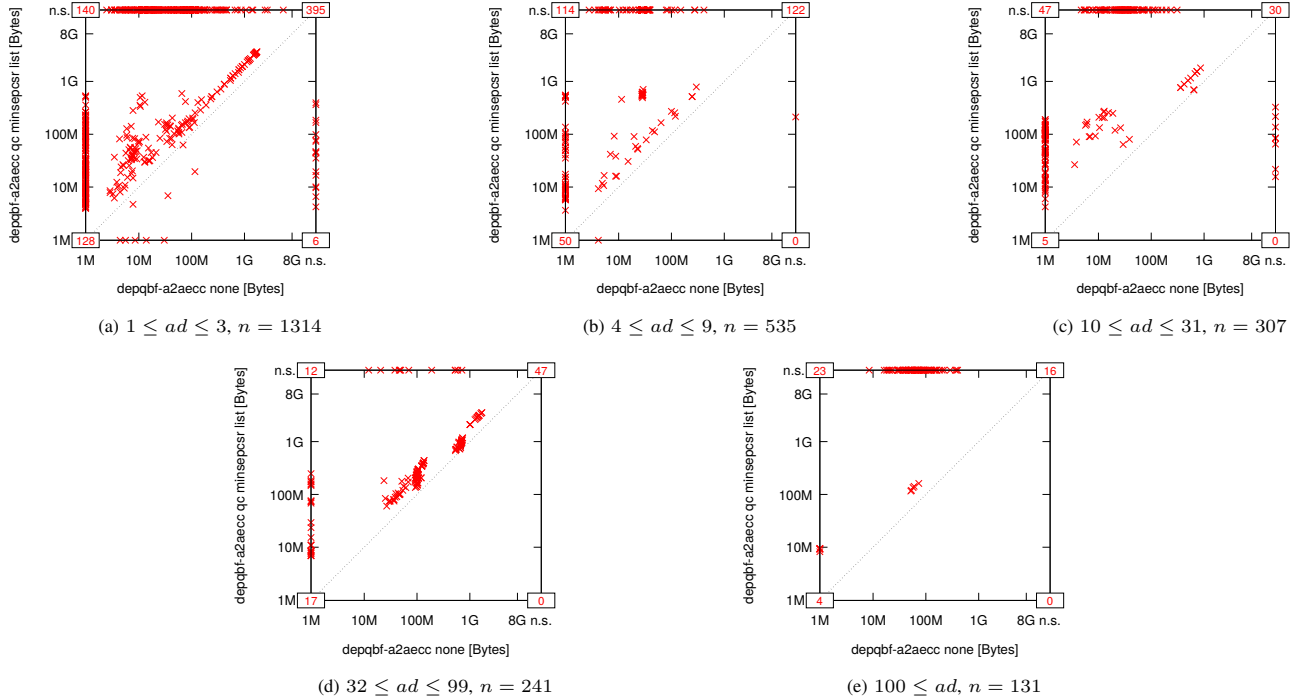 depqbf-a2aecc qc minsepcsr list [Bytes]
n.s. 140 395
8G
1G
100M
10M
1M 128 6
1M 10M 100M 1G 8G n.s.
depqbf-a2aecc none [Bytes]
(a) 1 ≤ ad ≤ 3, n = 1314
depqbf-a2aecc qc minsepcsr list [Bytes]
n.s. 114 122
8G
1G
100M
10M
1M 50 0
1M 10M 100M 1G 8G n.s.
depqbf-a2aecc none [Bytes]
(b) 4 ≤ ad ≤ 9, n = 535
depqbf-a2aecc qc minsepcsr list [Bytes]
n.s. 47 30
8G
1G
100M
10M
1M 5 0
1M 10M 100M 1G 8G n.s.
depqbf-a2aecc none [Bytes]
(c) 10 ≤ ad ≤ 31, n = 307
depqbf-a2aecc qc minsepcsr list [Bytes]
n.s. 12 47
8G
1G
100M
10M
1M 17 0
1M 10M 100M 1G 8G n.s.
depqbf-a2aecc none [Bytes]
(d) 32 ≤ ad ≤ 99, n = 241
depqbf-a2aecc qc minsepcsr list [Bytes]
n.s. 23 16
8G
1G
100M
10M
1M 4 0
1M 10M 100M 1G 8G n.s.
depqbf-a2aecc none [Bytes]
(e) 100 ≤ ad, n = 131